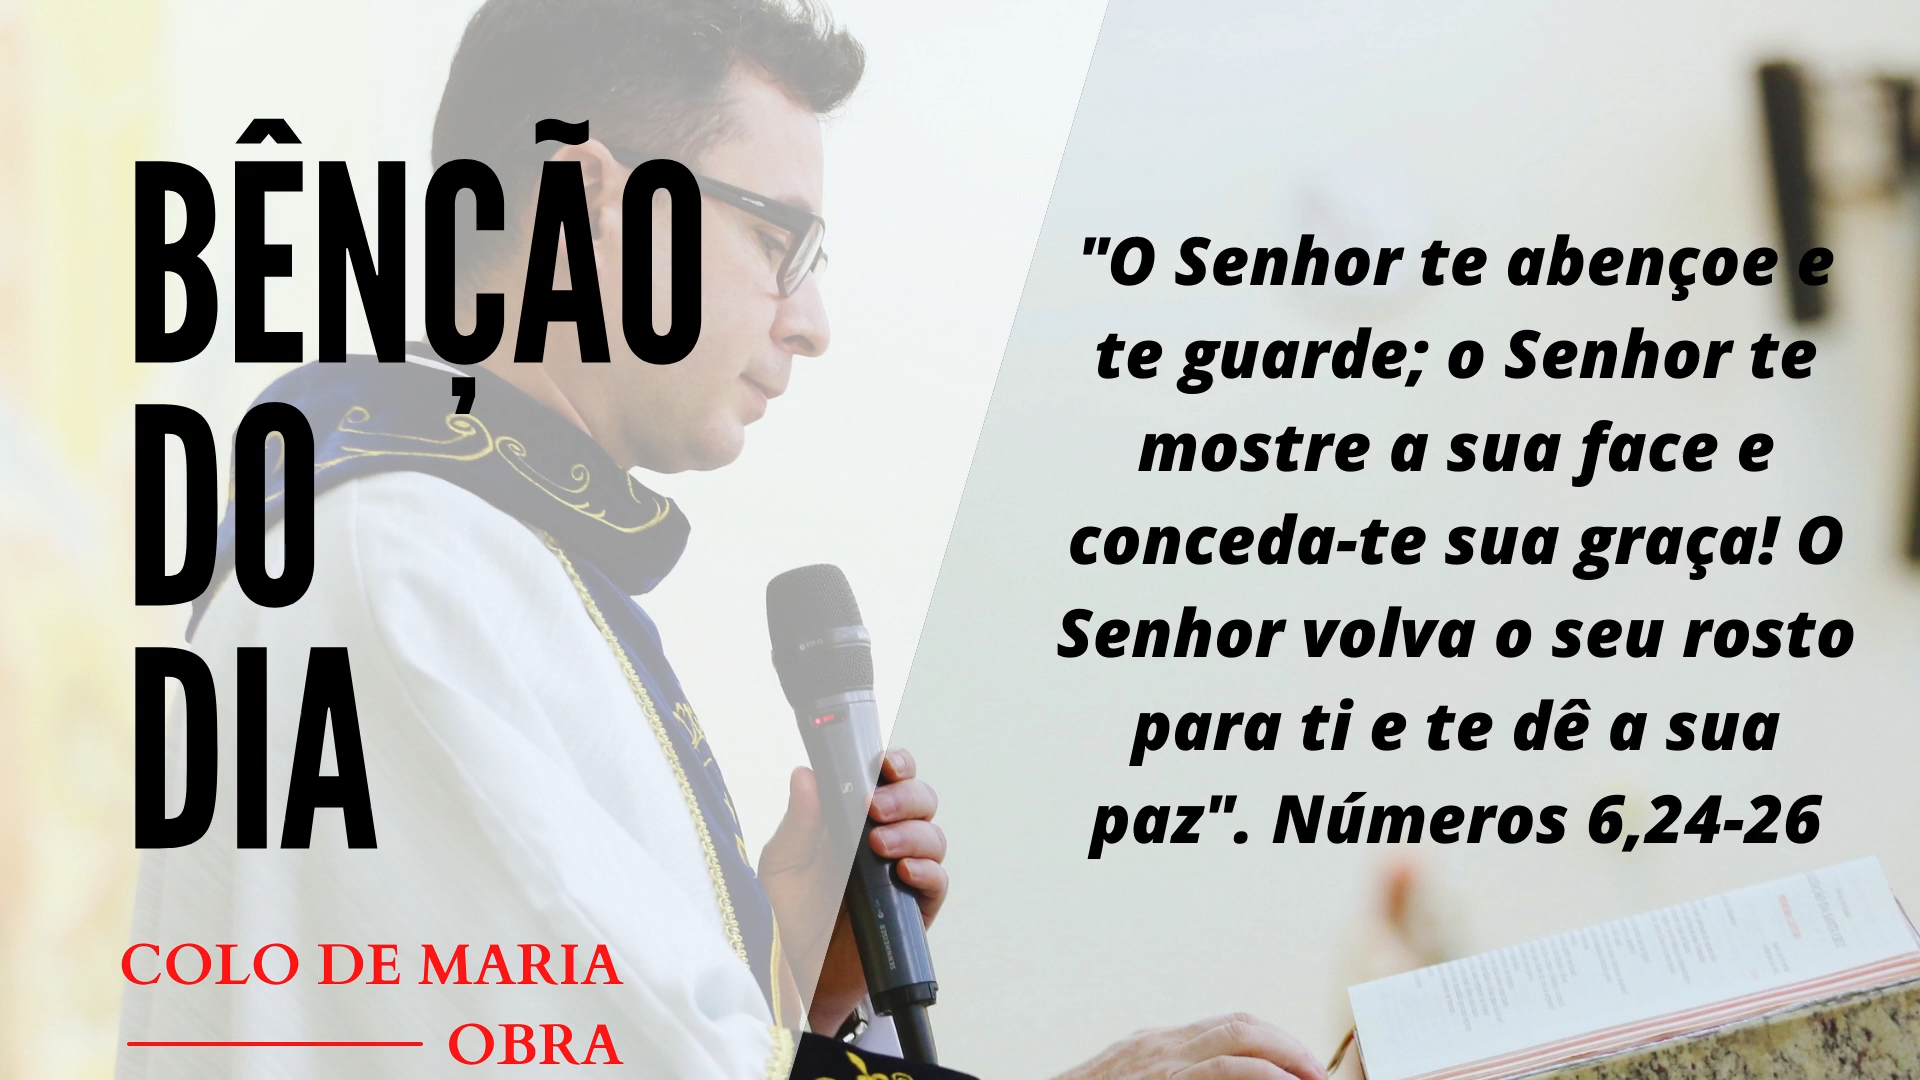 BÊNÇÃO
DO
DIA
COLO DE MARIA
OBRA
"O Senhor te abençoe e
te guarde; o Senhor te
mostre a sua face e
conceda-te sua graça! O
Senhor volva o seu rosto
para ti e te dê a sua
paz". Números 6,24-26
SENNHEISER